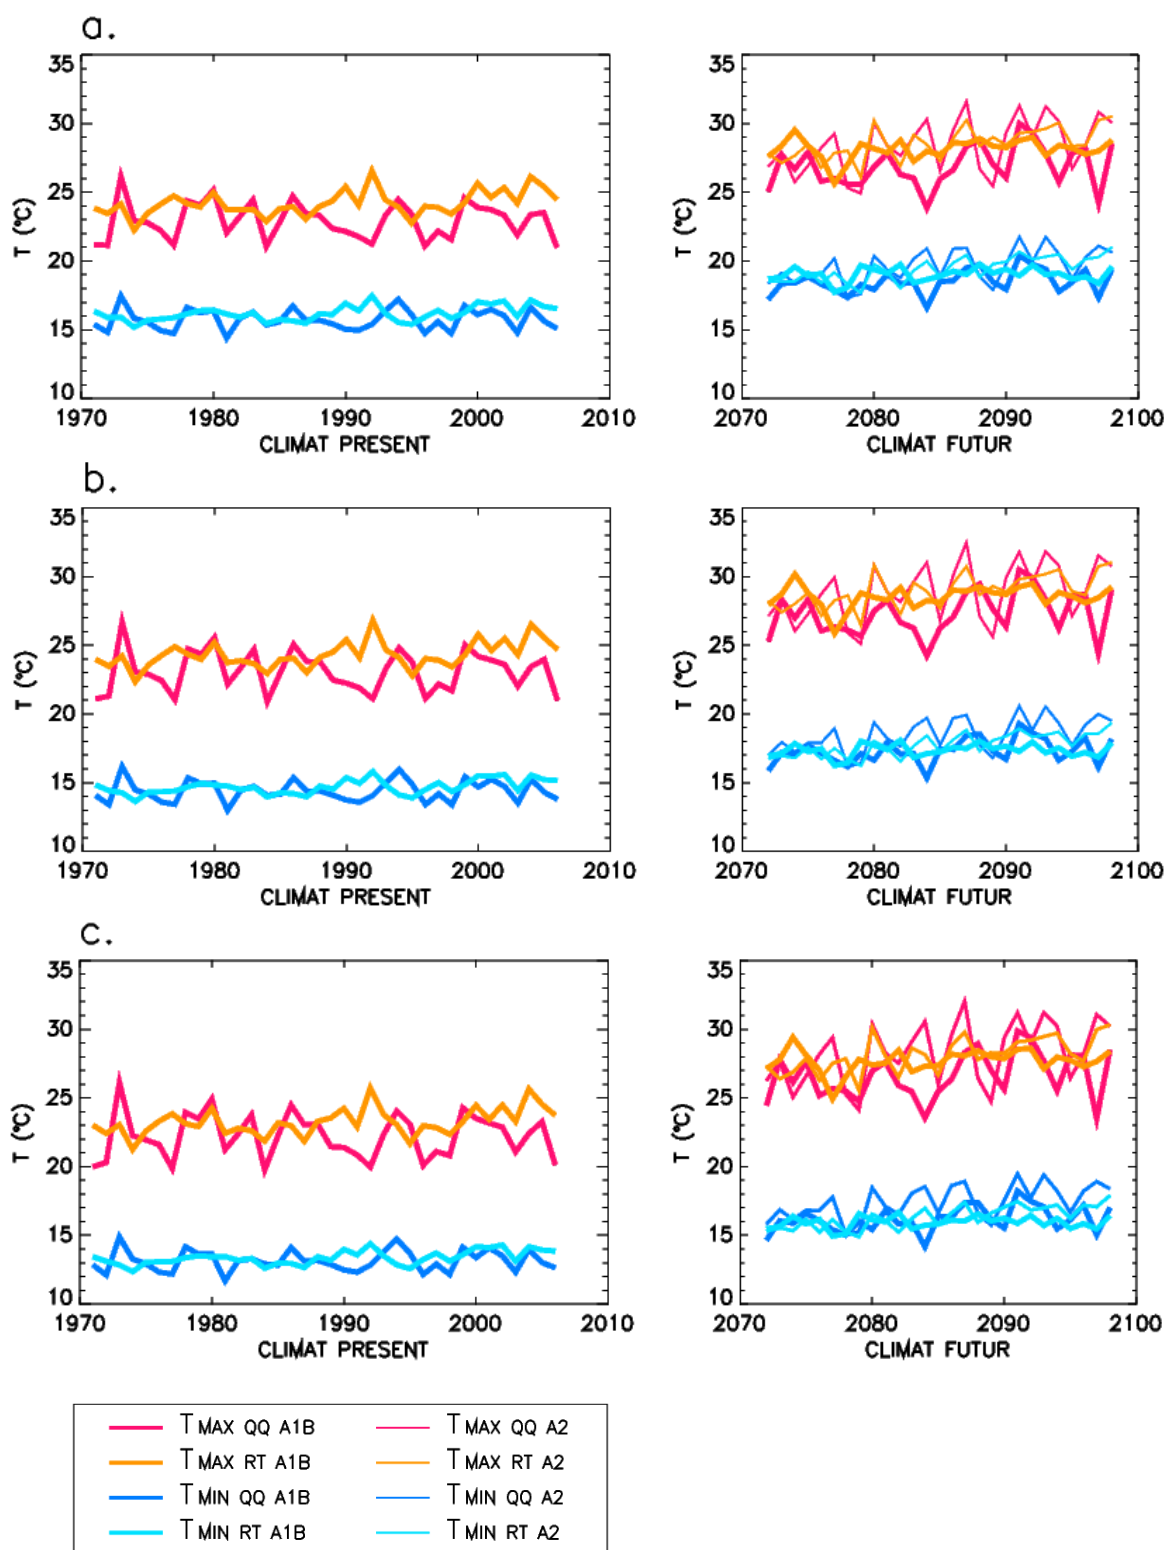 a.
35
30
25
20
15
10
T (°C)
1970 1980 1990 2000 2010
CLIMAT PRESENT
35
30
25
20
15
10
T (°C)
2070 2080 2090 2100
CLIMAT FUTUR
b.
35
30
25
20
15
10
T (°C)
1970 1980 1990 2000 2010
CLIMAT PRESENT
35
30
25
20
15
10
T (°C)
2070 2080 2090 2100
CLIMAT FUTUR
c.
35
30
25
20
15
10
T (°C)
1970 1980 1990 2000 2010
CLIMAT PRESENT
35
30
25
20
15
10
T (°C)
2070 2080 2090 2100
CLIMAT FUTUR
TMAX QQ A1B
TMAX RT A1B
TMIN QQ A1B
TMIN RT A1B
TMAX QQ A2
TMAX RT A2
TMIN QQ A2
TMIN RT A2